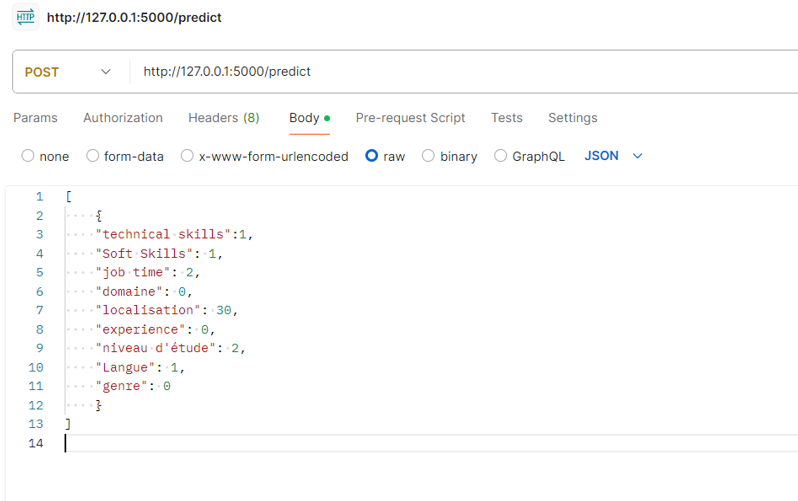 HTTP http://127.0.0.1:5000/predict
POST http://127.0.0.1:5000/predict
Params Authorization Headers (8) Body Pre-request Script Tests Settings
none form-data x-www-form-urlencoded raw binary GraphQL JSON
1 [
2 {
3 "technical skills":1,
4 "Soft Skills": 1,
5 "job time": 2,
6 "domaine": 0,
7 "localisation": 30,
8 "experience": 0,
9 "niveau d'étude": 2,
10 "Langue": 1,
11 "genre": 0
12 }
13 ]
14